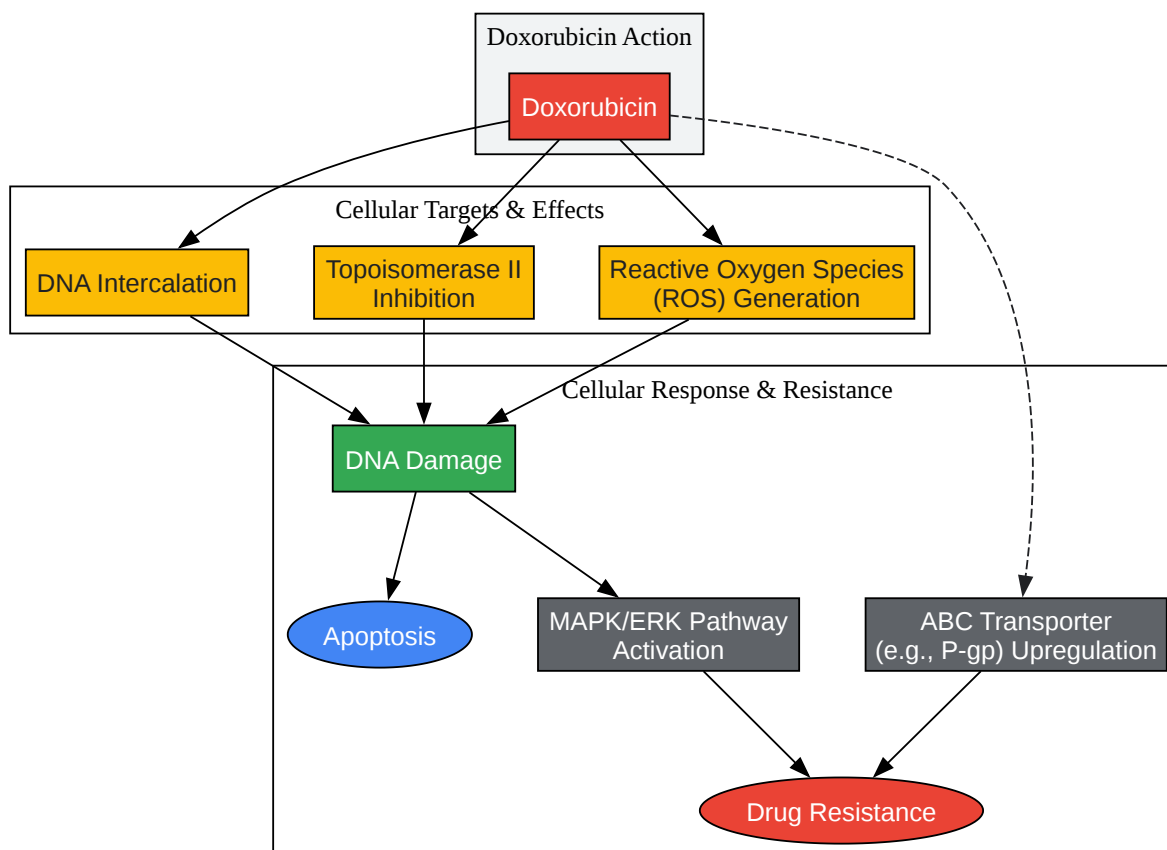 Doxorubicin Action
Doxorubicin
Cellular Targets & Effects
DNA Intercalation
Topoisomerase II
Inhibition
Reactive Oxygen Species
(ROS) Generation
Cellular Response & Resistance
DNA Damage
Apoptosis
MAPK/ERK Pathway
Activation
ABC Transporter
(e.g., P-gp) Upregulation
Drug Resistance